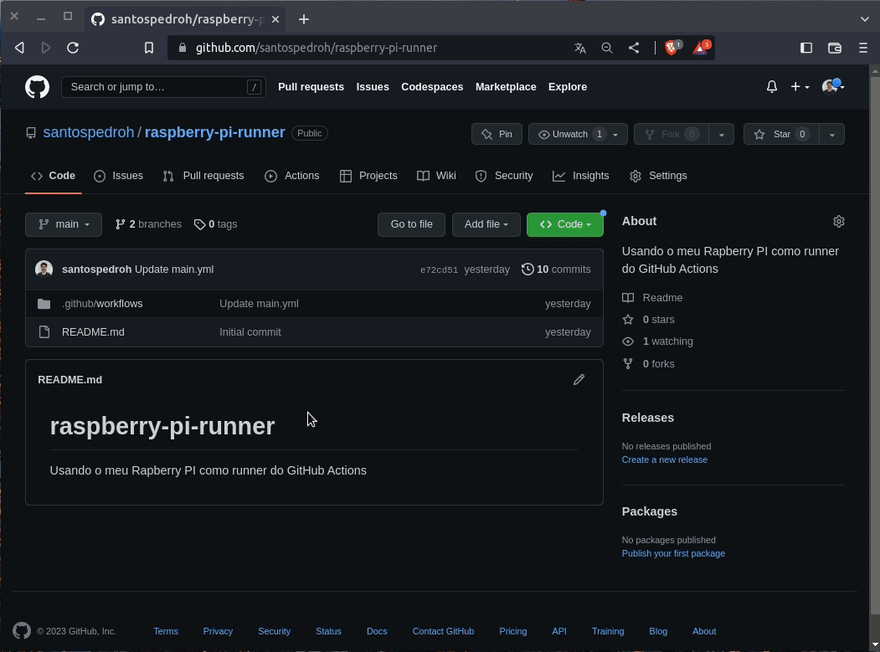 santospedroh/raspberry-p
github.com/santospedroh/raspberry-pi-runner
1
3
Search or jump to…
/
Pull requests Issues Codespaces Marketplace Explore
santospedroh / raspberry-pi-runner Public
Pin
Unwatch 1
Fork 0
Star 0
Code Issues Pull requests Actions Projects Wiki Security Insights Settings
main
2 branches
0 tags
Go to file
Add file
Code
santospedroh Update main.yml
e72cd51 yesterday
10 commits
.github/workflows Update main.yml yesterday
README.md Initial commit yesterday
README.md
raspberry-pi-runner
Usando o meu Rapberry PI como runner do GitHub Actions
About
Usando o meu Rapberry PI como runner
do GitHub Actions
Readme
0 stars
1 watching
0 forks
Releases
No releases published
Create a new release
Packages
No packages published
Publish your first package
© 2023 GitHub, Inc. Terms Privacy Security Status Docs Contact GitHub Pricing API Training Blog About